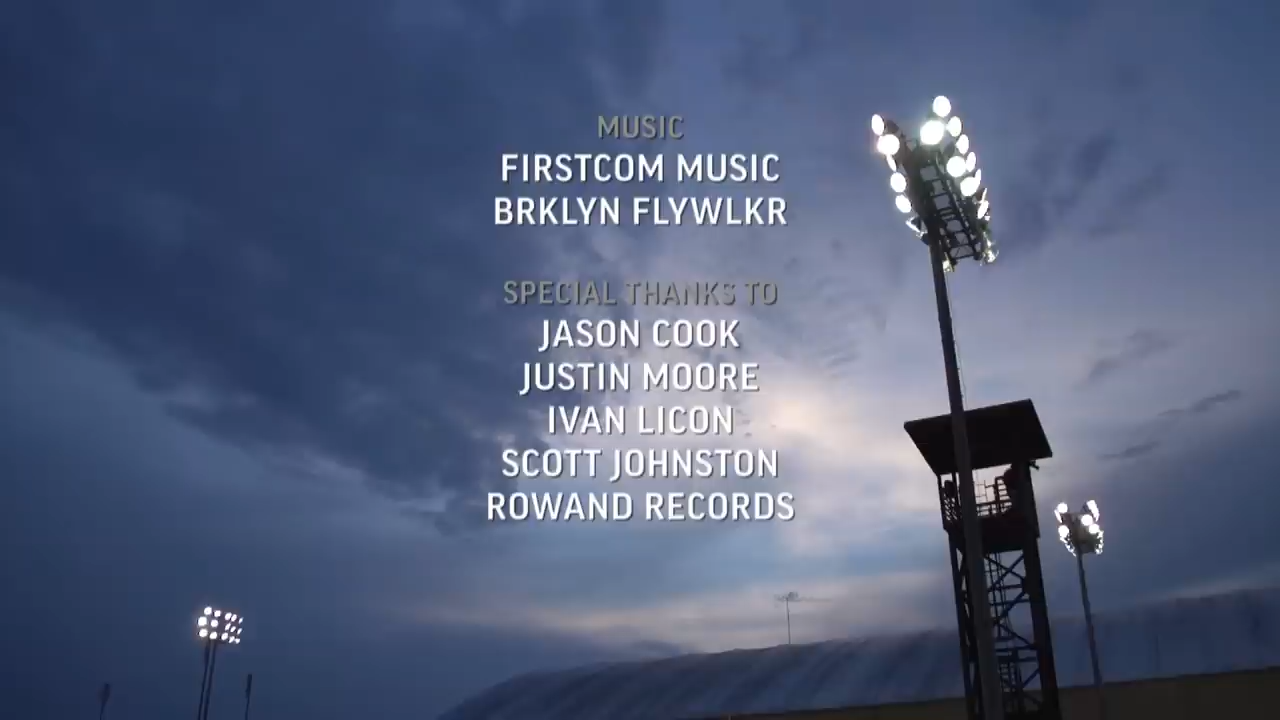 MUSIC
FIRSTCOM MUSIC
BRKLYN FLYWLKR
SPECIAL THANKS TO
JASON COOK
JUSTIN MOORE
IVAN LICON
SCOTT JOHNSTON
ROWAND RECORDS